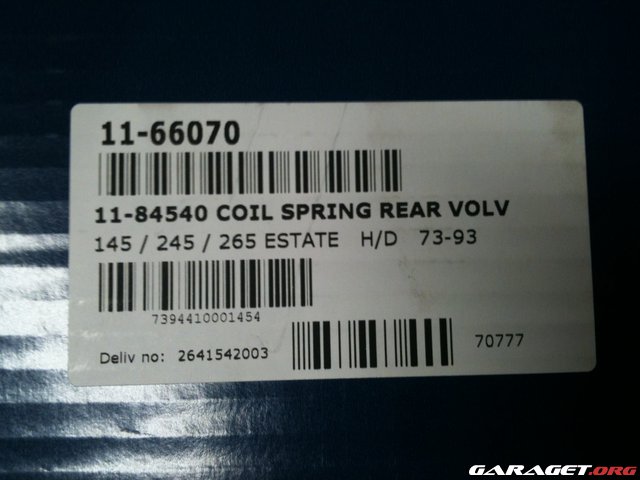 11-66070
11-84540 COIL SPRING REAR VOLV
145 / 245 / 265 ESTATE H/D 73-93
7394410001454
Deliv no: 2641542003
70777
GARAGET.ORG